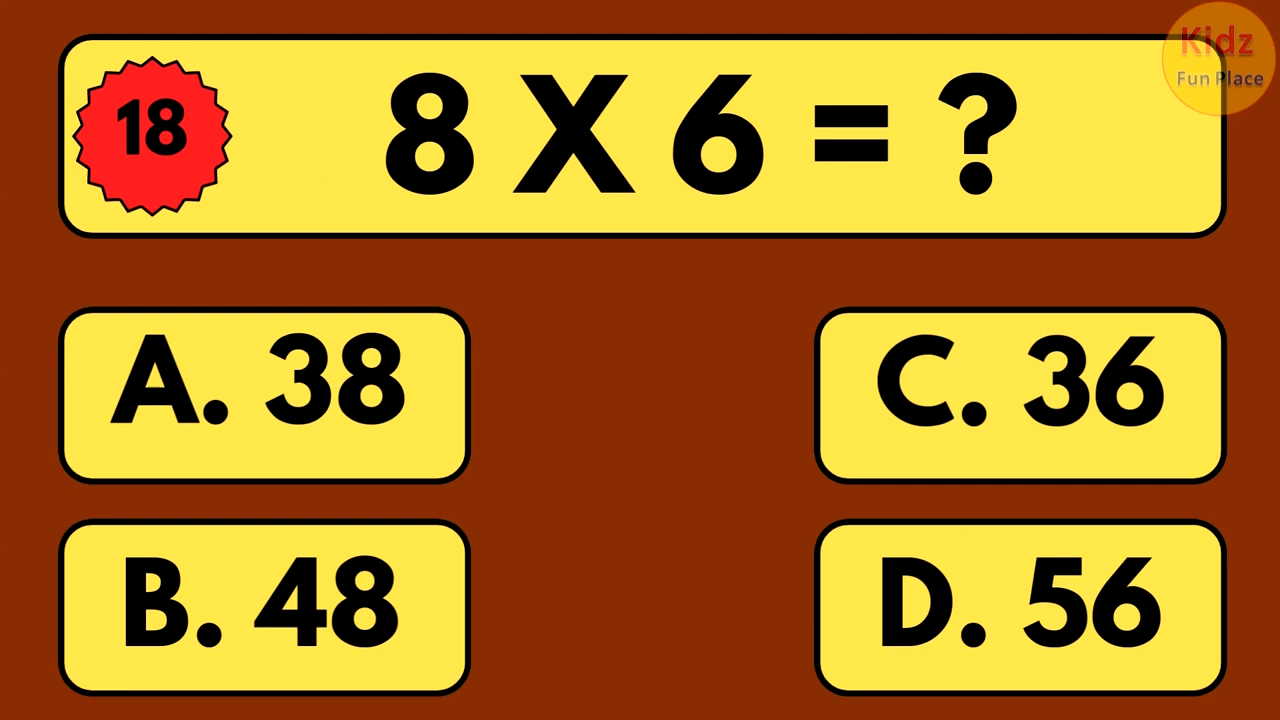 Kidz
Fun Place
18
8 X 6 = ?
A. 38
C. 36
B. 48
D. 56